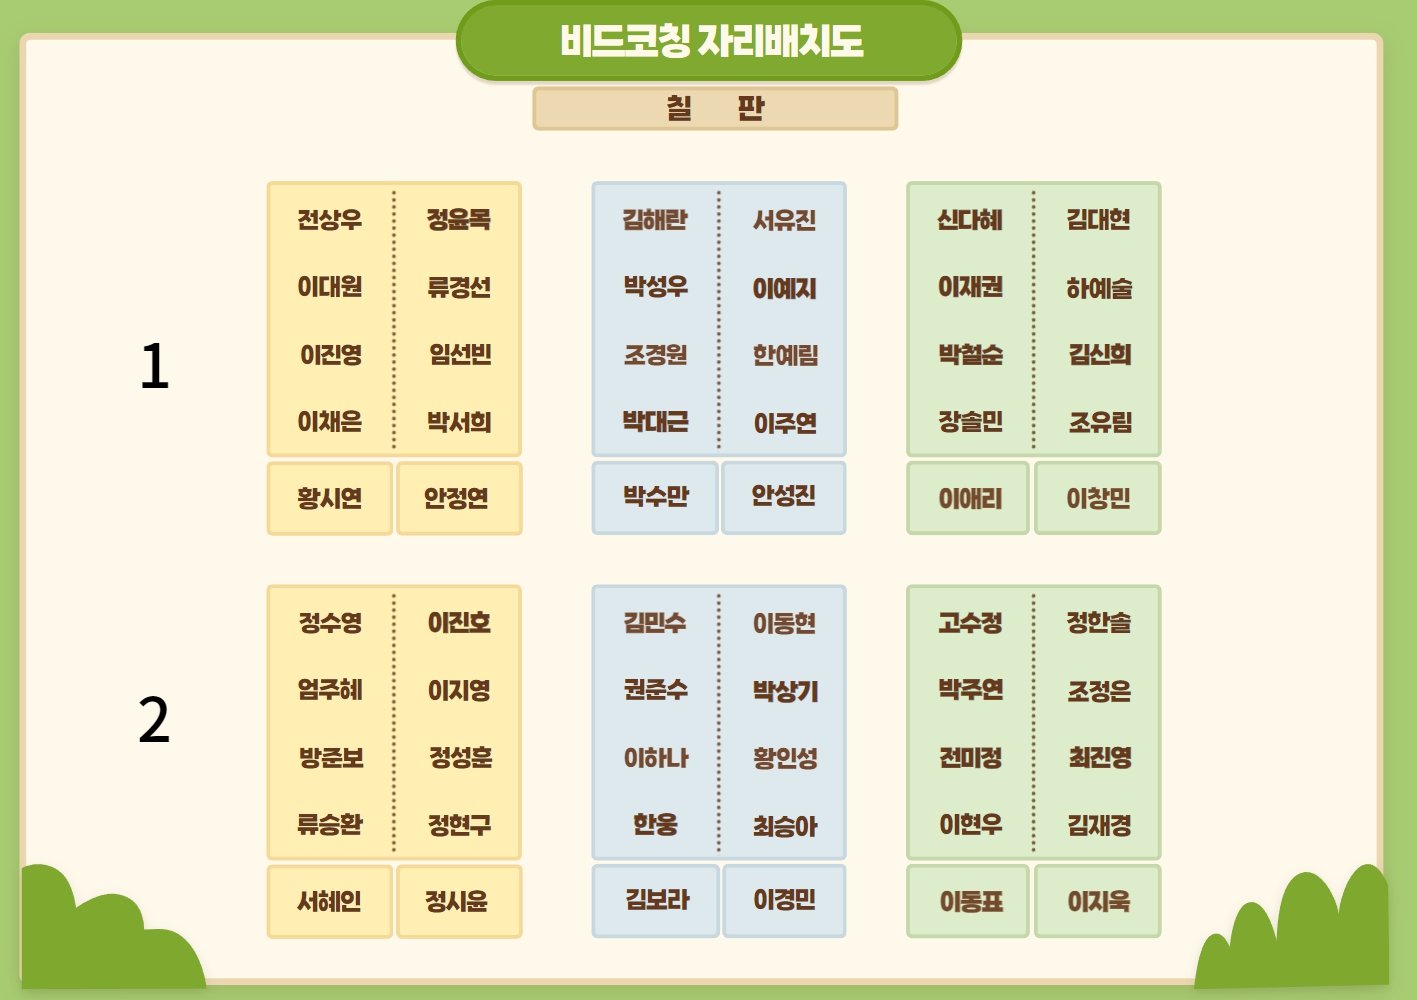 비드코칭 자리배치도
칠 판
전상우 정윤목 김해란 서유진 신다혜 김대현
이대원 류경선 박성우 이예지 이재권 하예술
1
이진영 임선빈 조경원 한예림 박철순 김신희
이채은 박서희 박대근 이주연 장솔민 조유림
황시연 안정연 박수만 안성진 이애리 이창민
정수영 이진호 김민수 이동현 고수정 정한솔
엄주혜 이지영 권준수 박상기 박주연 조정은
2
방준보 정성훈 이하나 황인성 전미정 최진영
류승환 정현구 한웅 최승아 이현우 김재경
서혜인 정시윤 김보라 이경민 이동표 이지욱